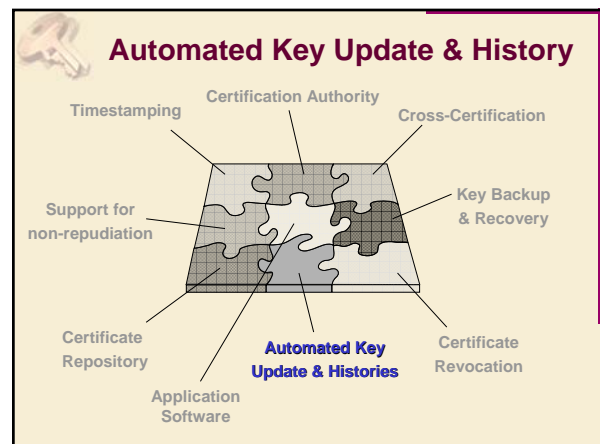 Automated Key Update & History
Timestamping
Certification Authority
Cross-Certification
Support for
non-repudiation
Key Backup
& Recovery
Certificate
Repository
Application
Software
Automated Key
Update & Histories
Certificate
Revocation